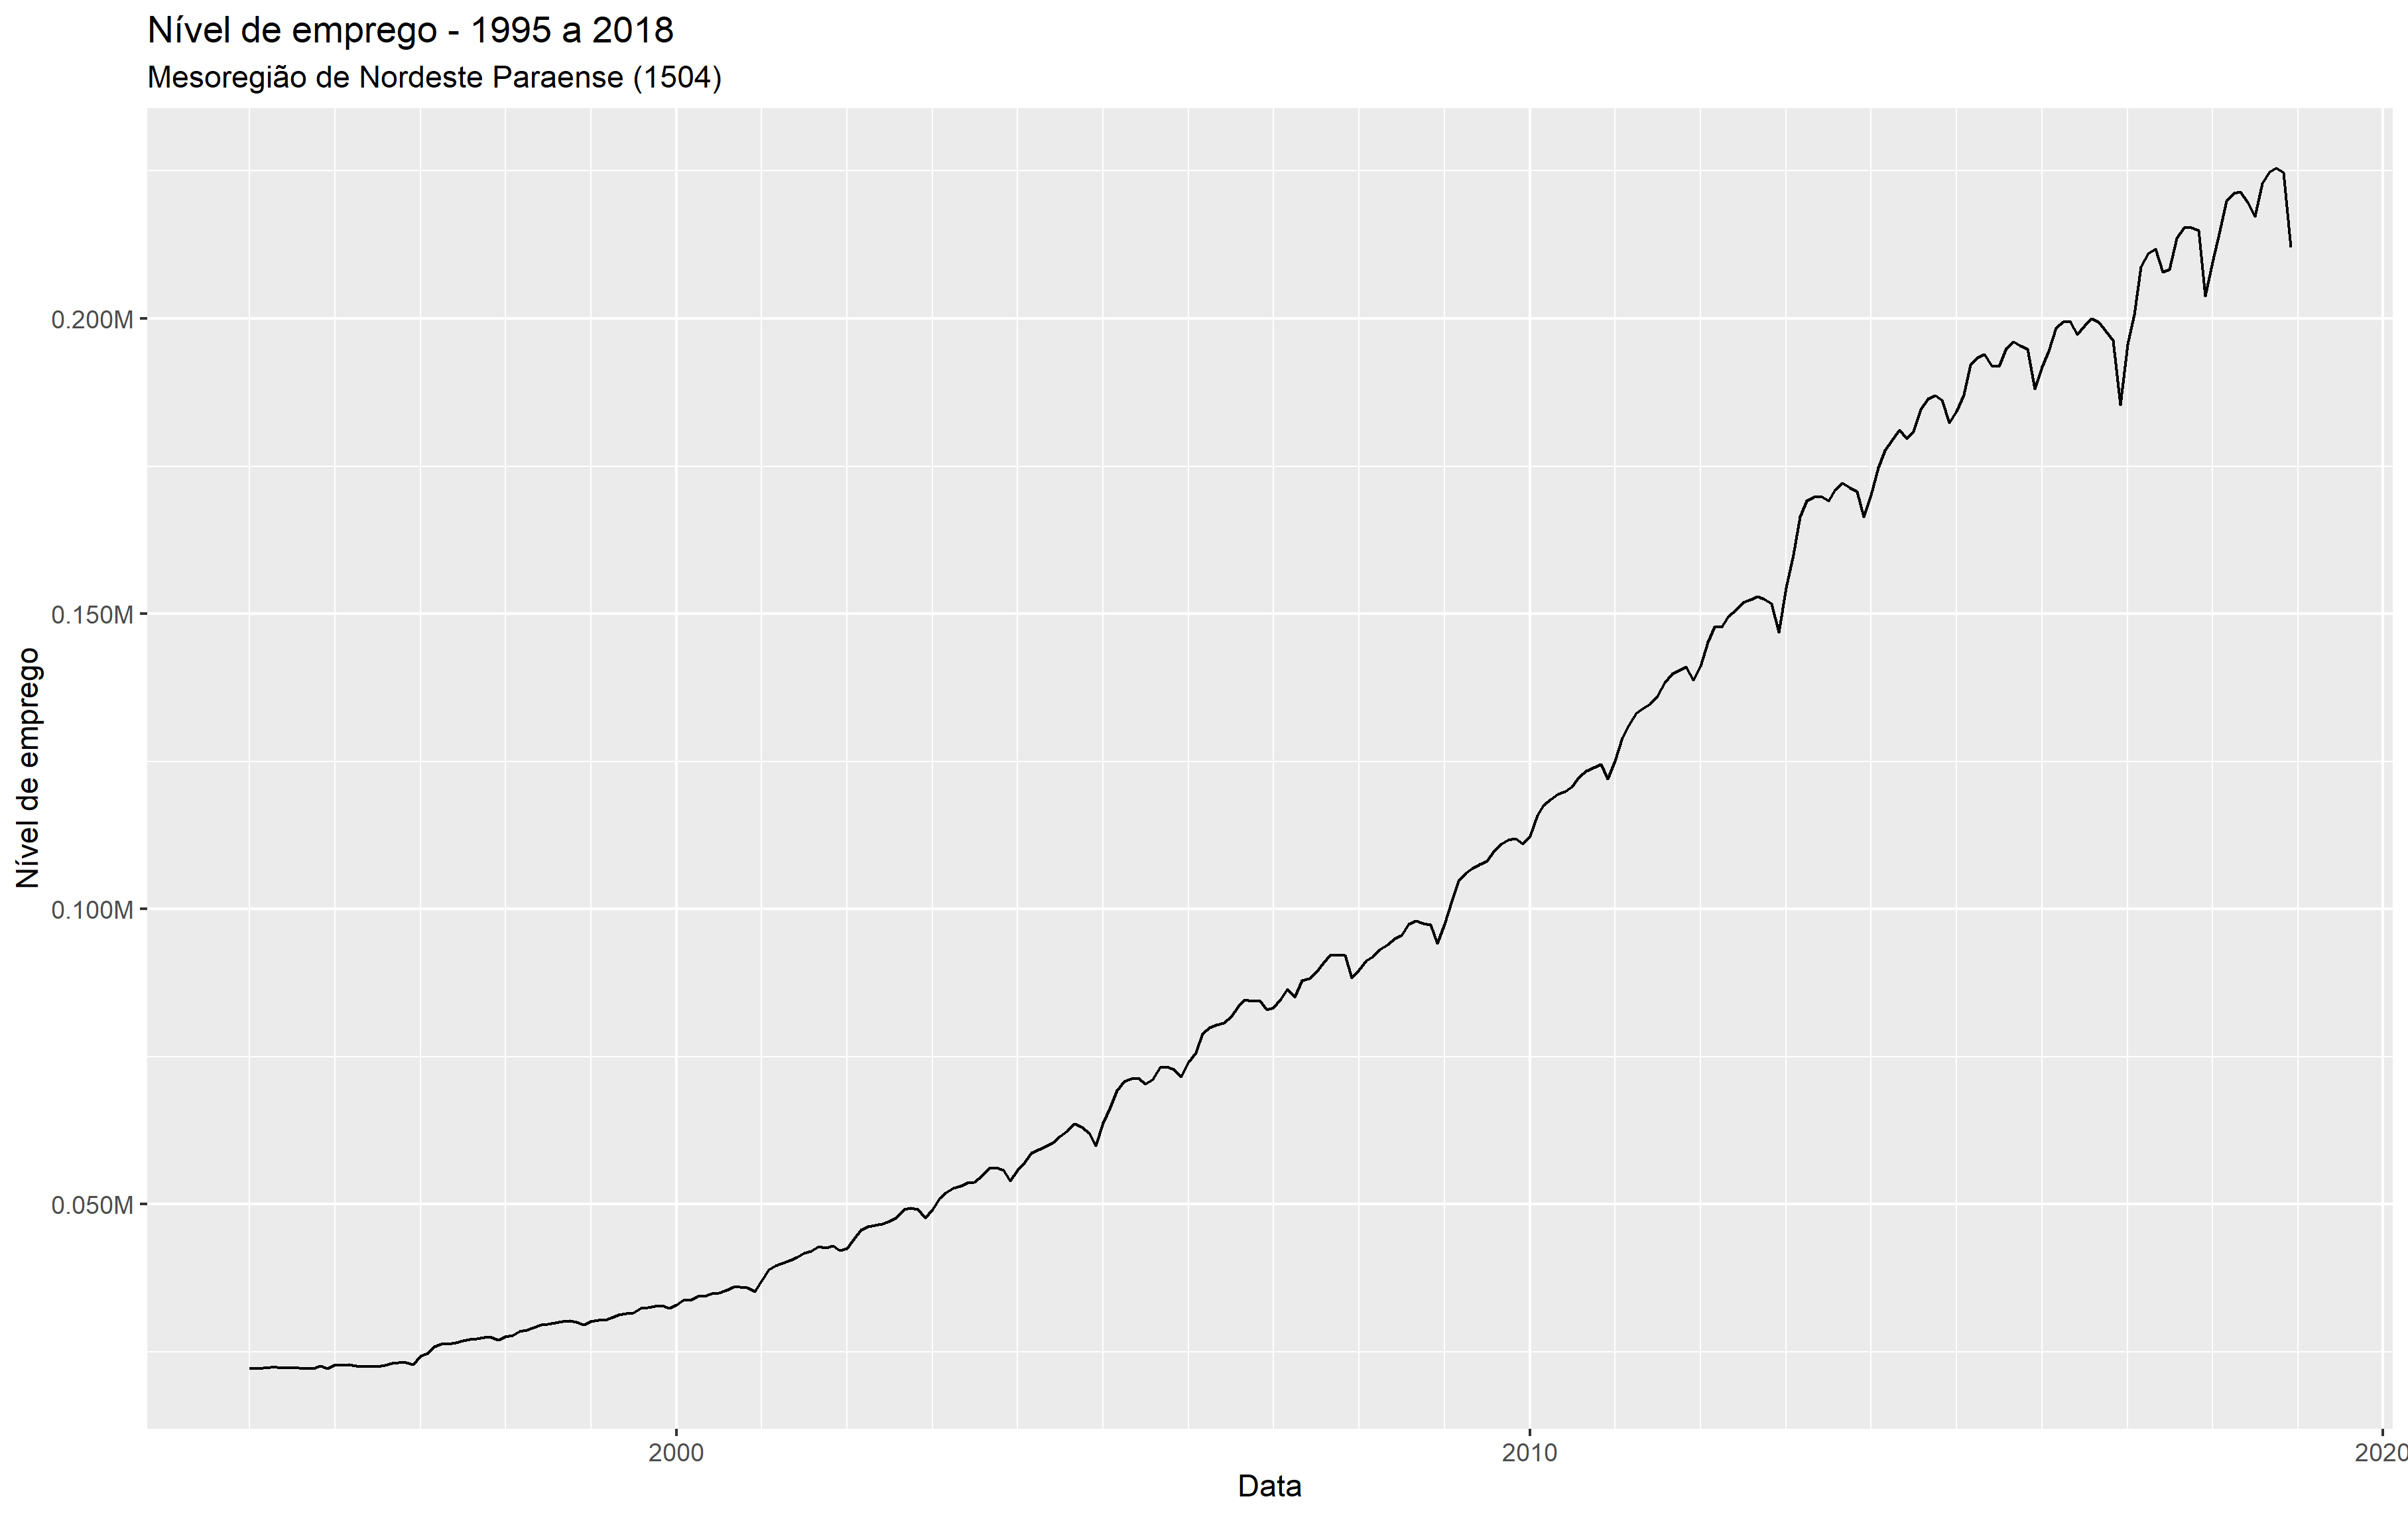 Nível de emprego - 1995 a 2018
Mesoregião de Nordeste Paraense (1504)
0.200M
0.150M
0.100M
0.050M
Nível de emprego
2000
2010
2020
Data